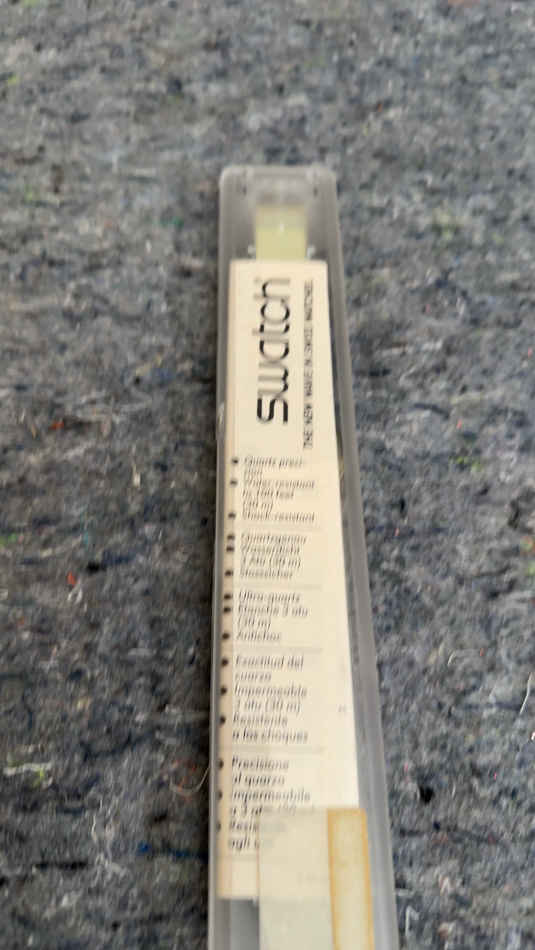 swatch
THE NEW WAVE IN SWISS WATCHES
Quartz preci-
sion
Water-resistant
to 100 feet
(30 m)
Shock-resistant
Wasserdicht
3 atu (30 m)
Stossicher
Ultra-quartz
Etanche 3 atu
(30 m)
Antichoc
Exactitud del
cuarzo
Impermeable
3 atu (30 m)
Resistente
a los choques
Precisione
al quarzo
Impermeabile
agli